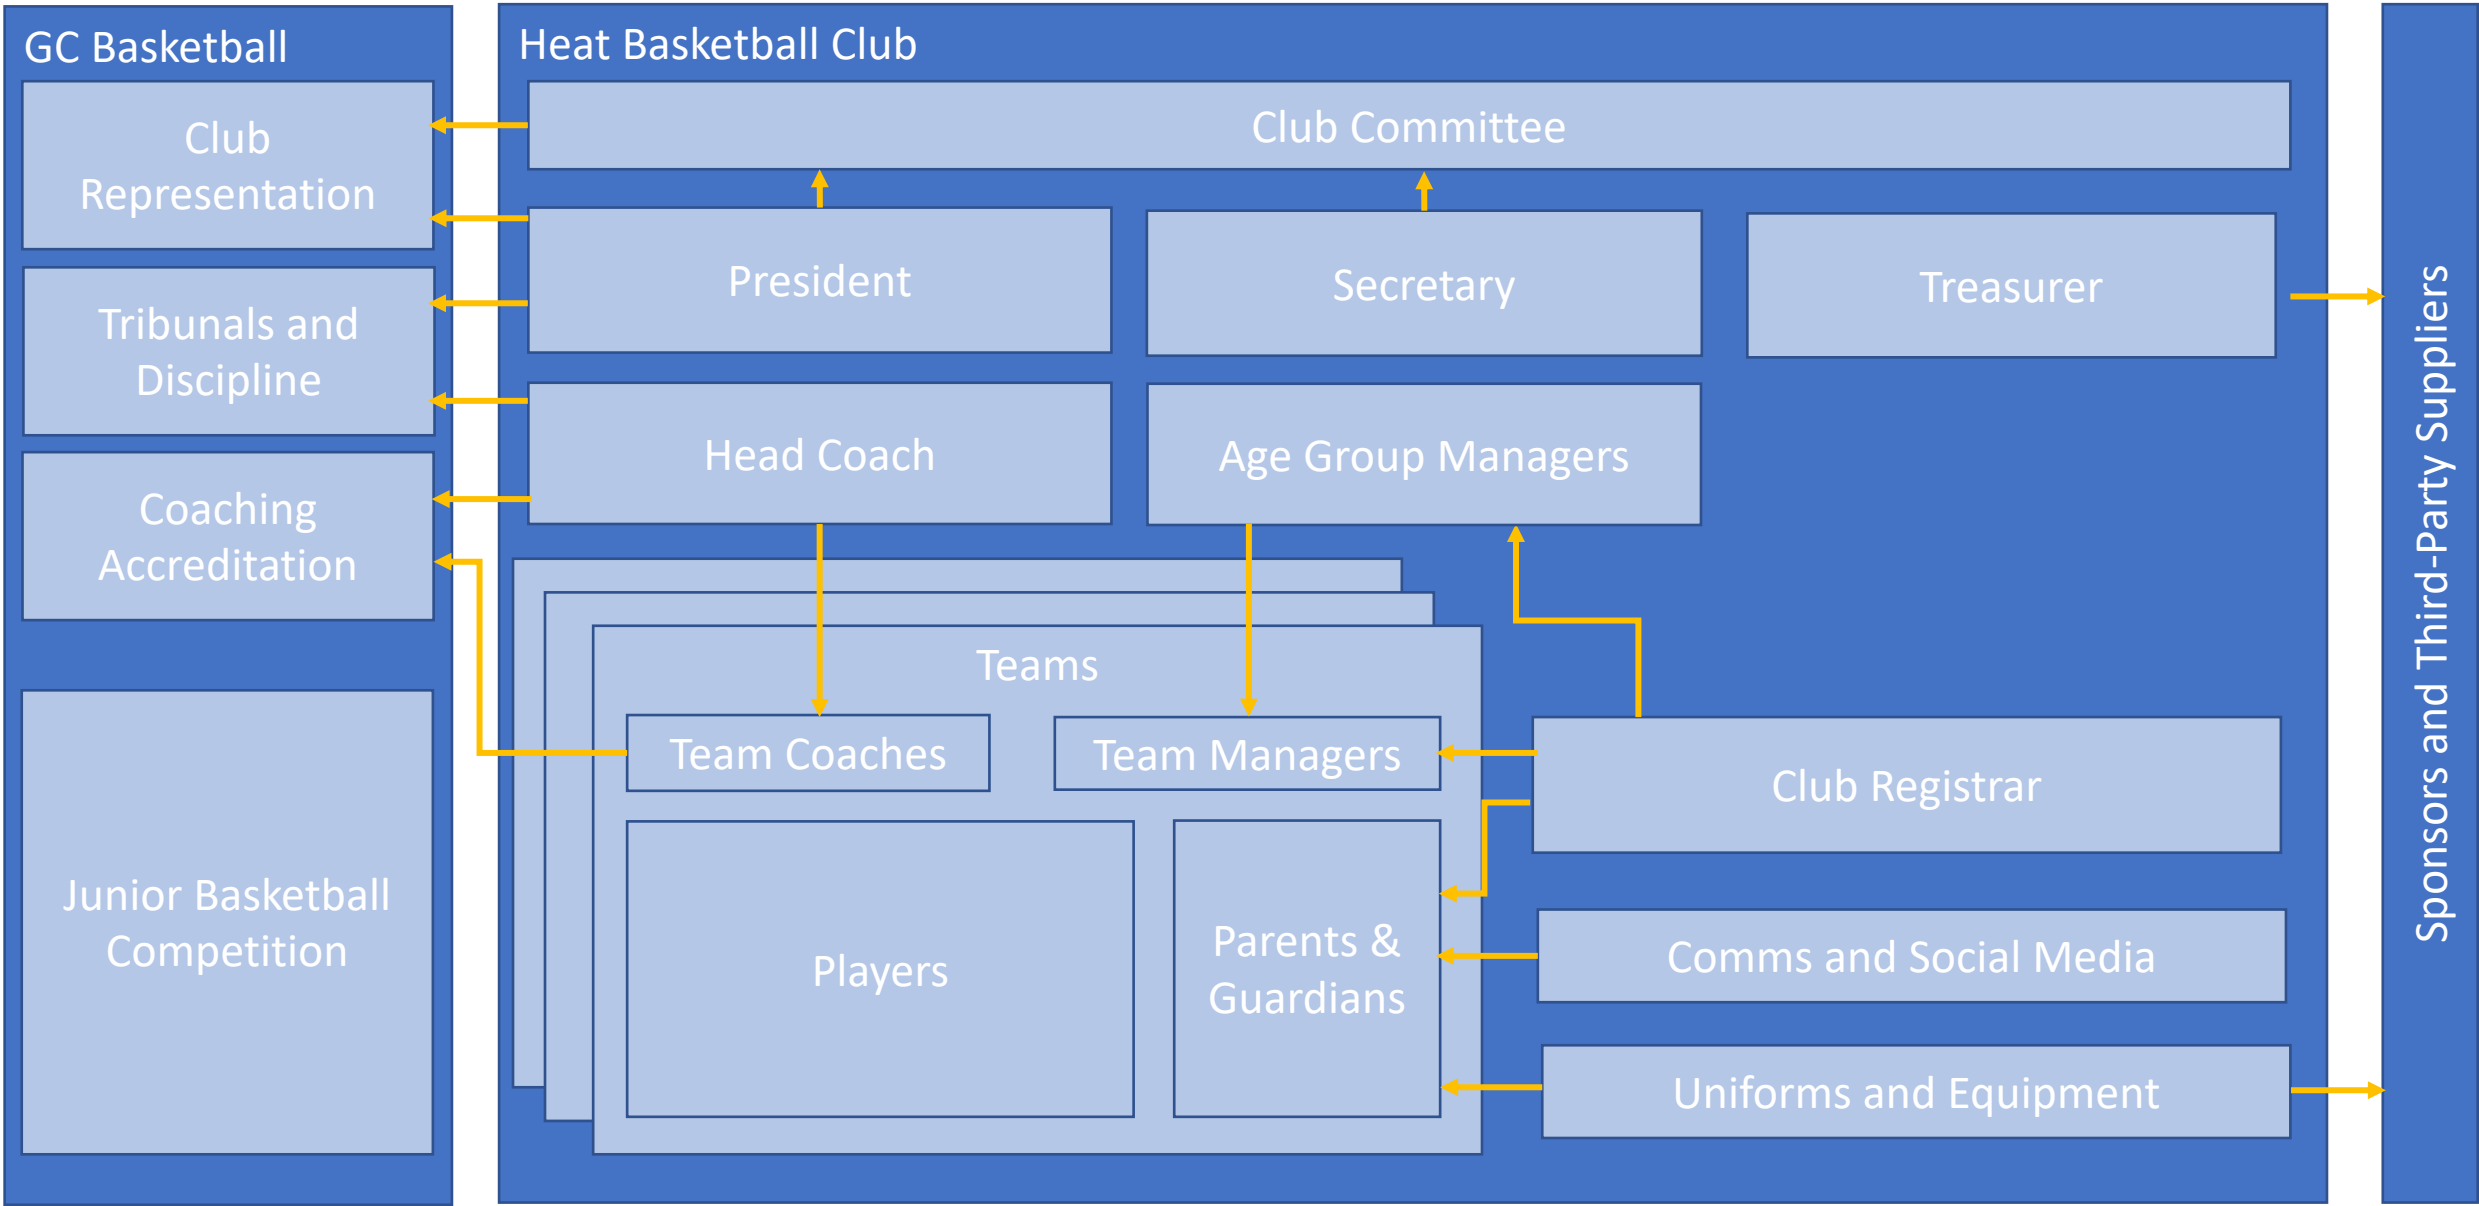 GC Basketball
Club
Representation
Tribunals and
Discipline
Coaching
Accreditation
Junior Basketball
Competition
Heat Basketball Club
Club Committee
President
Secretary
Treasurer
Head Coach
Age Group Managers
Teams
Team Coaches
Team Managers
Players
Parents &
Guardians
Club Registrar
Comms and Social Media
Uniforms and Equipment
Sponsors and Third-Party Suppliers